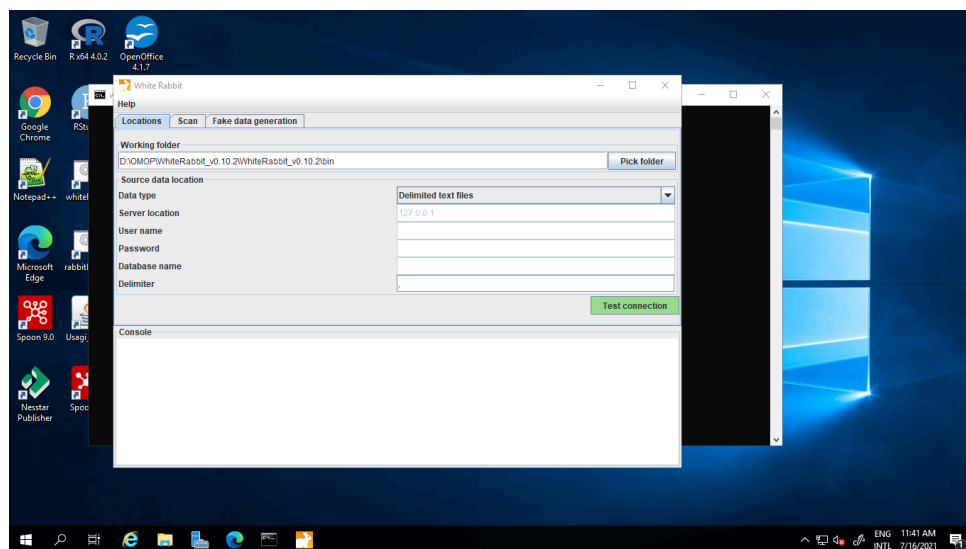 Recycle Bin
R x64 4.0.2
OpenOffice
4.1.7
White Rabbit
Help
Locations
Scan
Fake data generation
Working folder
D:\OMOP\WhiteRabbit_v0.10.2\WhiteRabbit_v0.10.2\bin
Pick folder
Source data location
Data type
Delimited text files
Server location
127.0.0.1
User name
Password
Database name
Delimiter
,
Test connection
Console
Google
Chrome
RStu
Notepad++
whiteR
Microsoft
Edge
rabbitI
Spoon 9.0
Usagi_
Nesstar
Publisher
Spoo
ENG
INTL
11:41 AM
7/16/2021